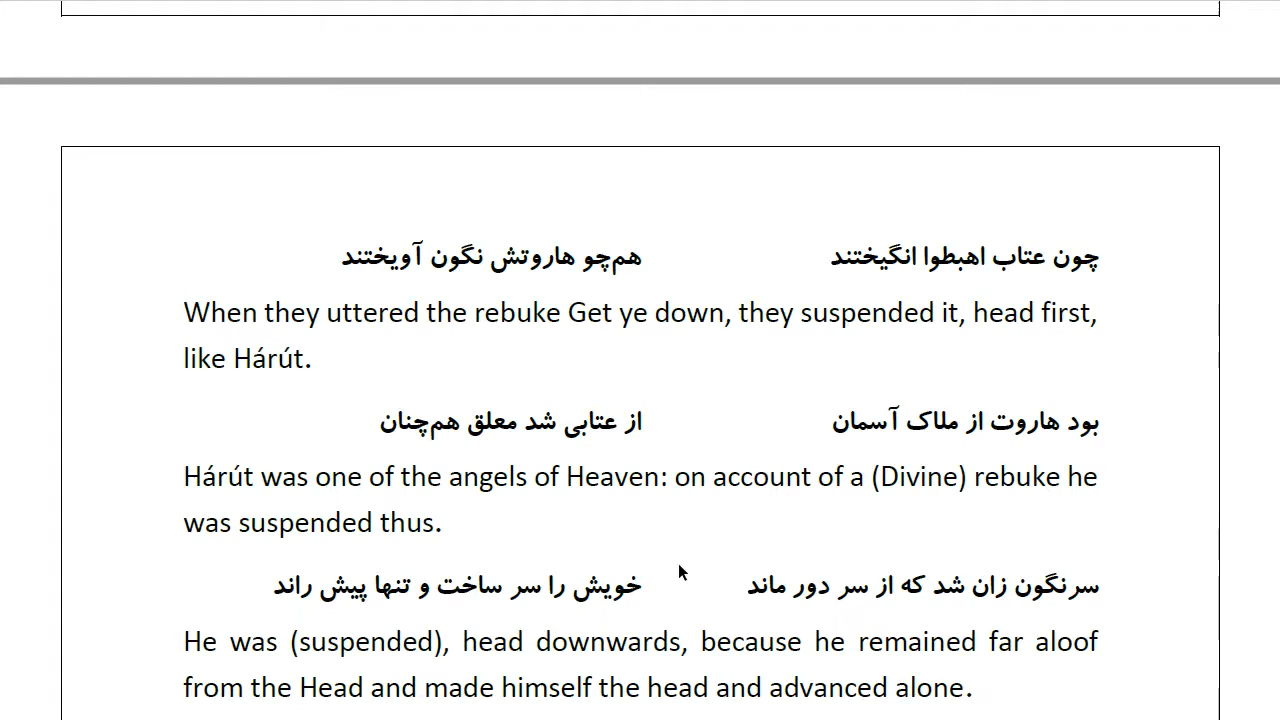 چون عتاب اهبطوا انگیختند هم‌چو هاروتش نگون آویختند
When they uttered the rebuke Get ye down, they suspended it, head first,
like Hárút.
بود هاروت از ملاک آسمان از عتابی شد معلق هم‌چنان
Hárút was one of the angels of Heaven: on account of a (Divine) rebuke he
was suspended thus.
سرنگون زان شد که از سر دور ماند خویش را سر ساخت و تنها پیش راند
He was (suspended), head downwards, because he remained far aloof
from the Head and made himself the head and advanced alone.